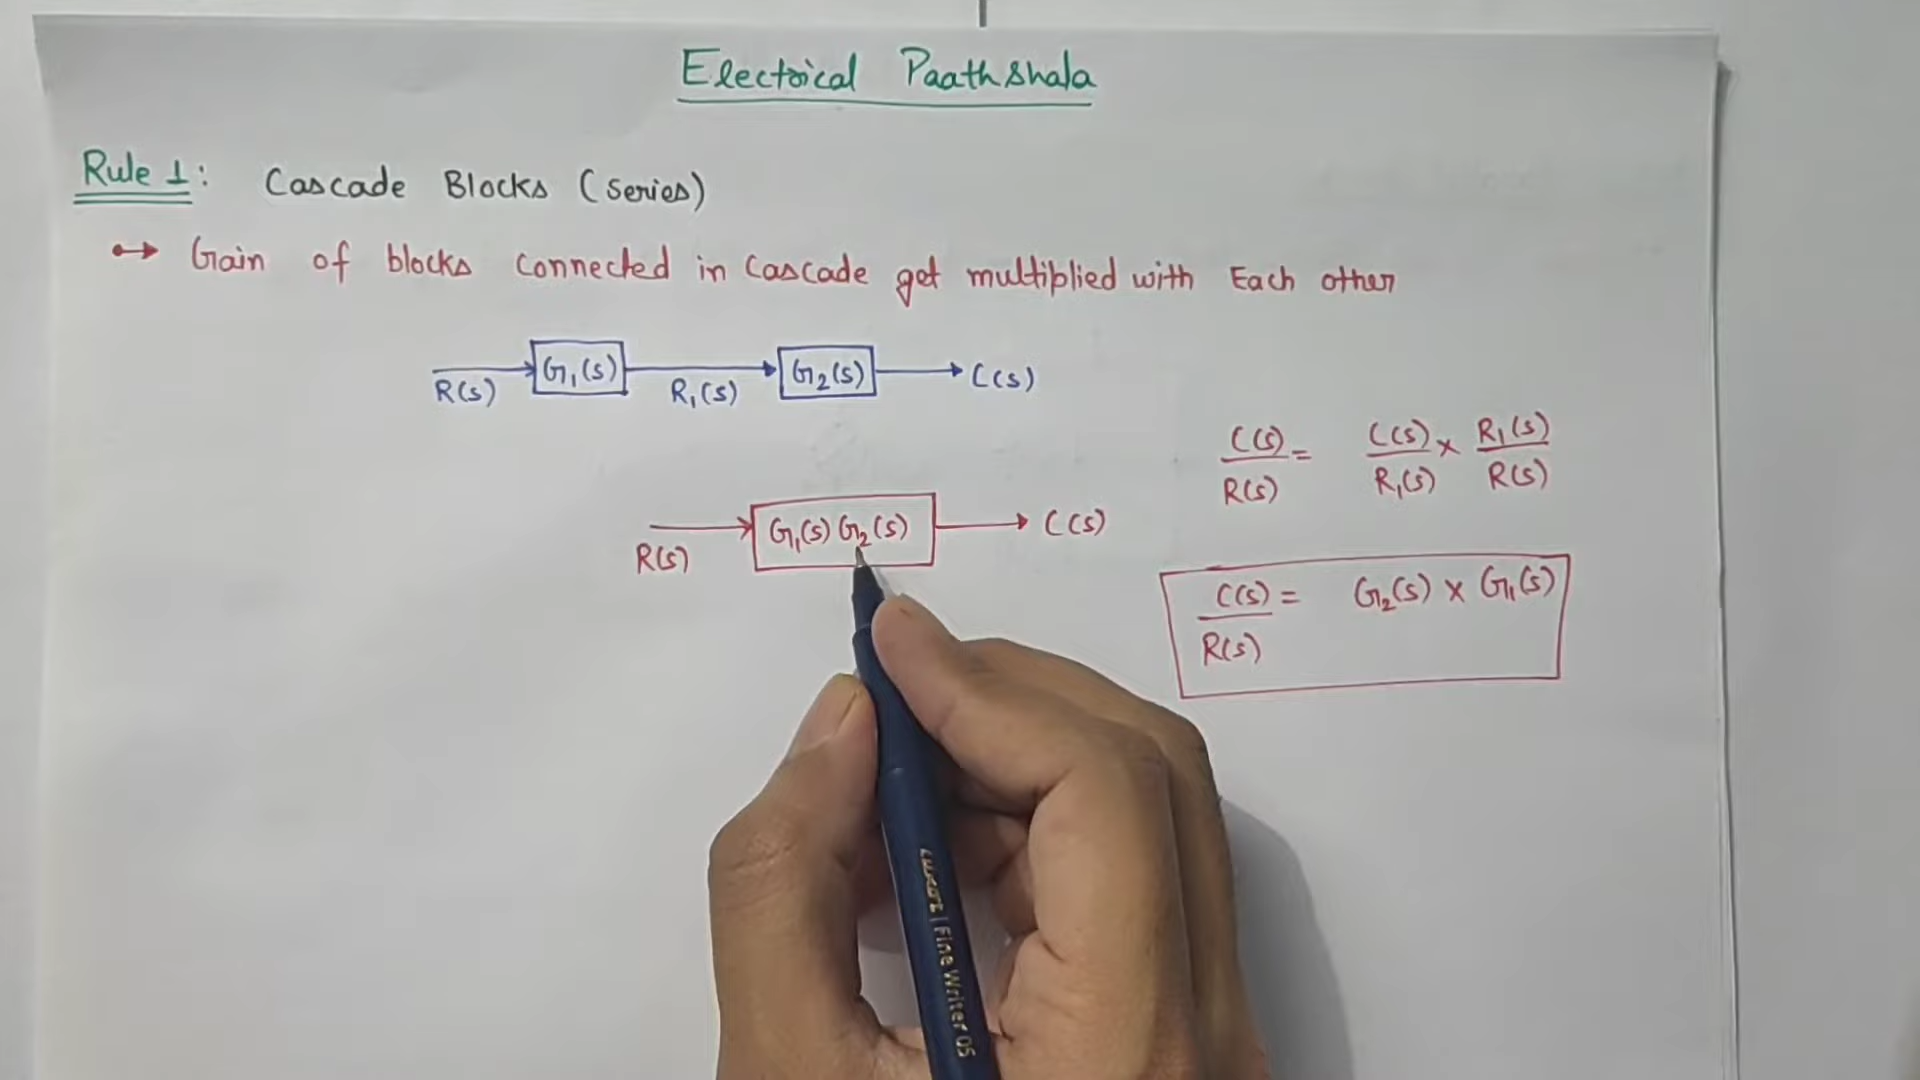 Electrical Paathshala
Rule 1: Cascade Blocks (Series)
Gain of blocks connected in Cascade get multiplied with Each other
R(s) G₁(s) R₁(s) G₂(s) C(s)
C(s)/R(s) = C(s)/R₁(s) × R₁(s)/R(s)
R(s) G₁(s) G₂(s) C(s)
C(s)/R(s) = G₂(s) × G₁(s)
LUXOR | Fine Writer 05